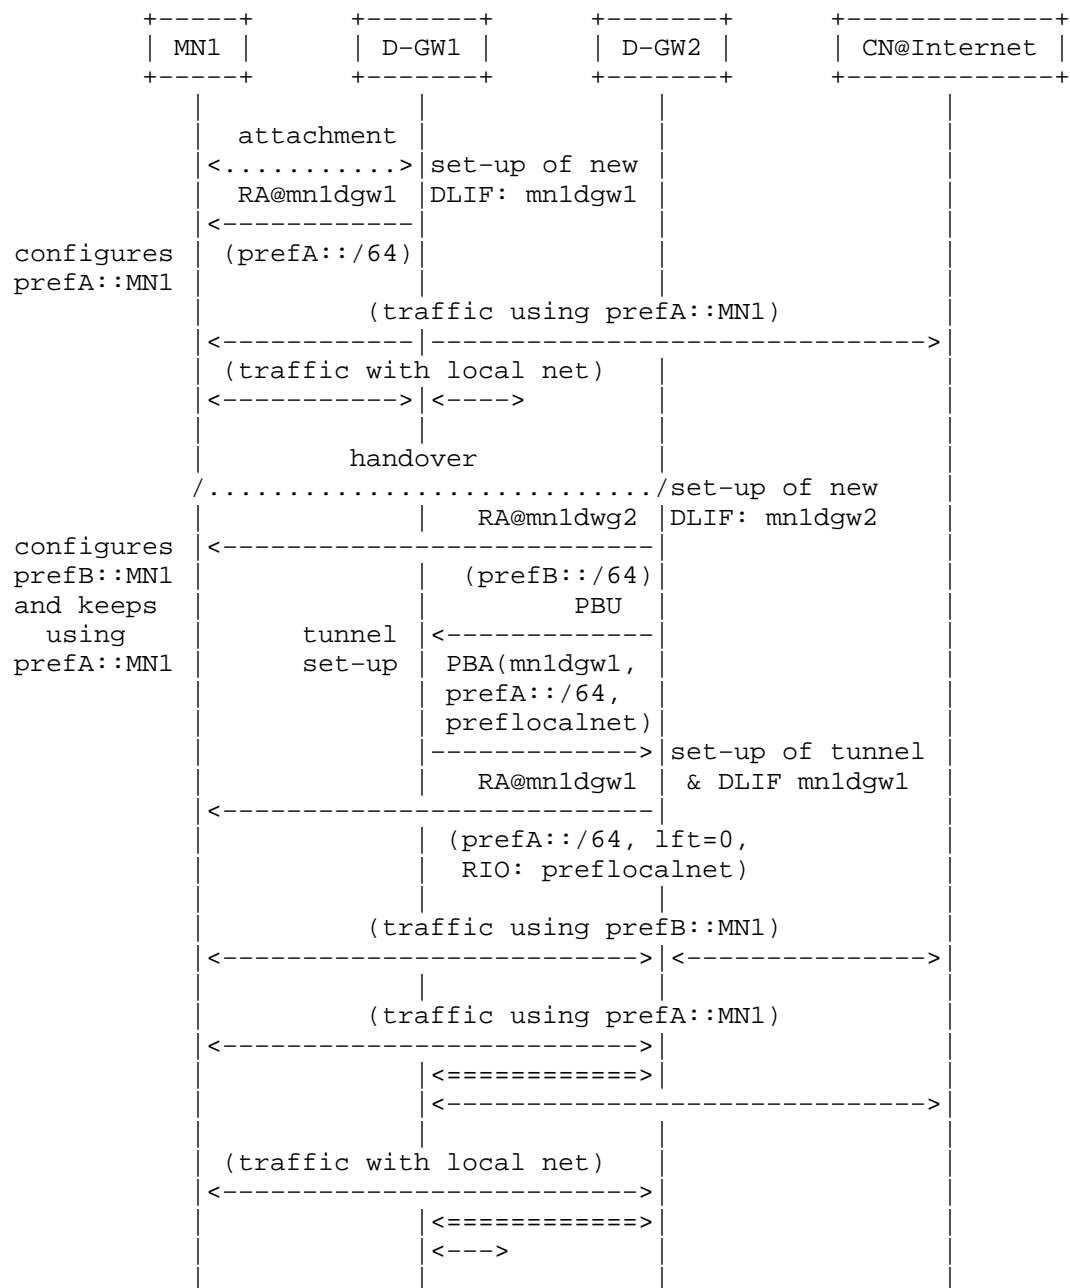 MN1 D-GW1 D-GW2 CN@Internet
attachment
set-up of new
RA@mn1dgw1 DLIF: mn1dgw1
configures (prefA::/64)
prefA::MN1
(traffic using prefA::MN1)
(traffic with local net)
handover
set-up of new
RA@mn1dwg2 DLIF: mn1dgw2
configures
prefB::MN1 (prefB::/64)
and keeps PBU
using tunnel
prefA::MN1 set-up PBA(mn1dgw1,
prefA::/64,
preflocalnet)
set-up of tunnel
RA@mn1dgw1 & DLIF mn1dgw1
(prefA::/64, lft=0,
RIO: preflocalnet)
(traffic using prefB::MN1)
(traffic using prefA::MN1)
(traffic with local net)